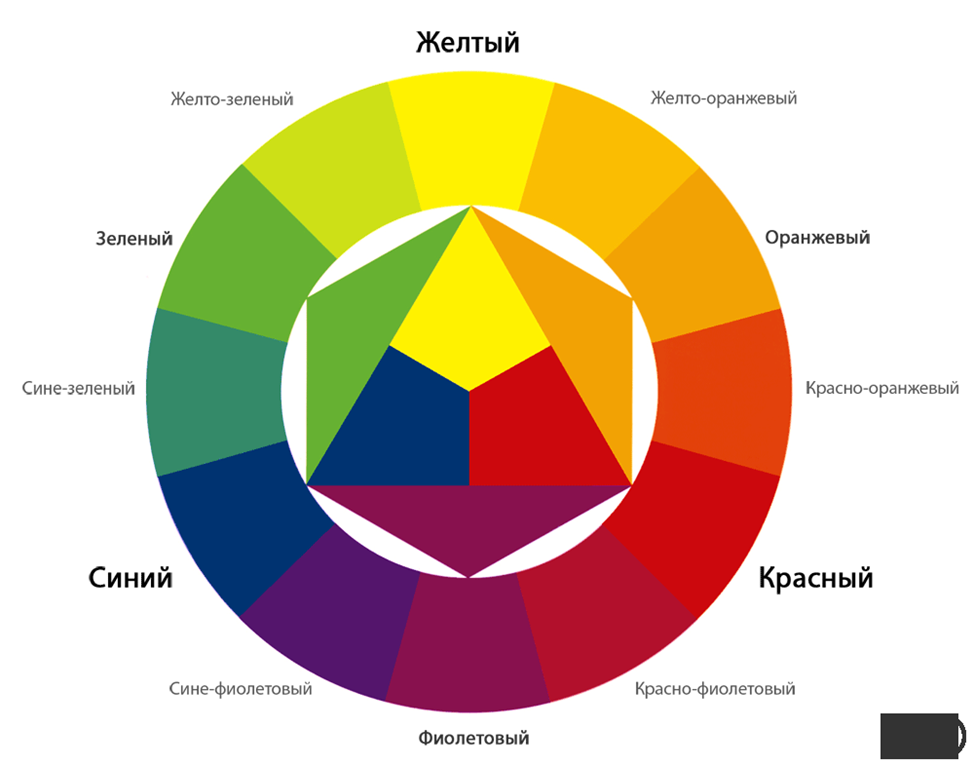 Желтый
Желто-зеленый
Желто-оранжевый
Зеленый
Оранжевый
Сине-зеленый
Красно-оранжевый
Синий
Красный
Сине-фиолетовый
Красно-фиолетовый
Фиолетовый